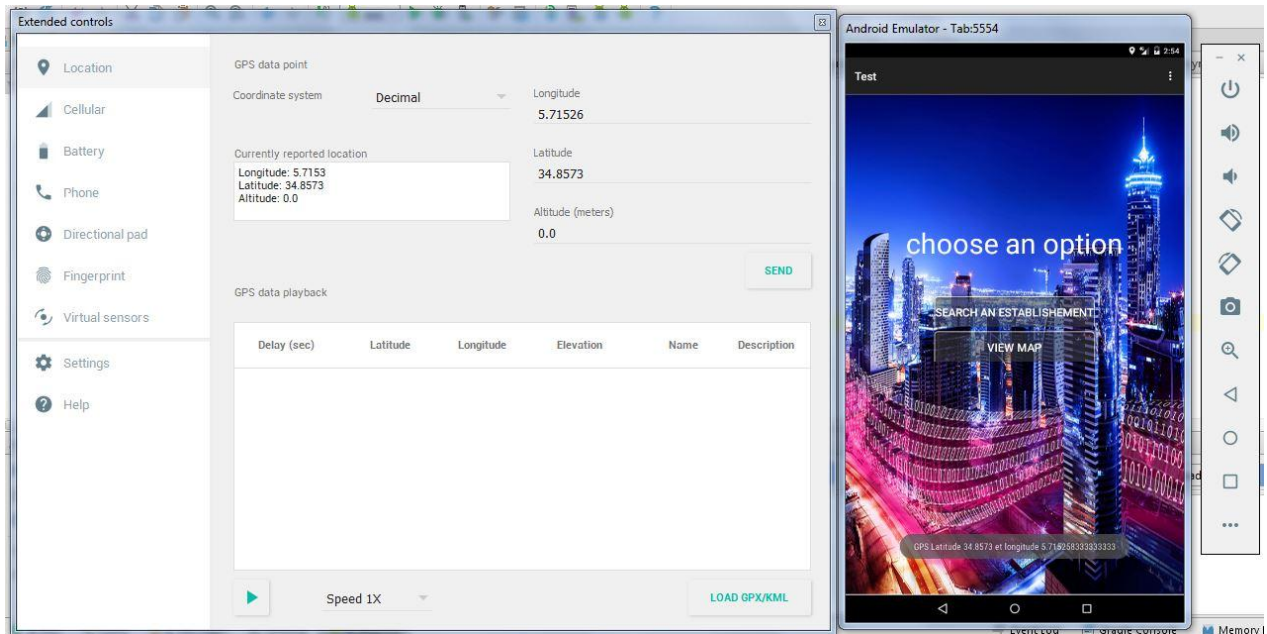 Extended controls
Location
Cellular
Battery
Phone
Directional pad
Fingerprint
Virtual sensors
Settings
Help
GPS data point
Coordinate system
Decimal
Longitude
5.71526
Currently reported location
Longitude: 5.7153
Latitude: 34.8573
Altitude: 0.0
Latitude
34.8573
Altitude (meters)
0.0
SEND
GPS data playback
Delay (sec) Latitude Longitude Elevation Name Description
Speed 1X
LOAD GPX/KML
Android Emulator - Tab:5554
2:54
Test
choose an option
SEARCH AN ESTABLISHEMENT
VIEW MAP
GPS Latitude 34.8573 et longitude 5.715258333333333
Event Log Gradle Console Memory